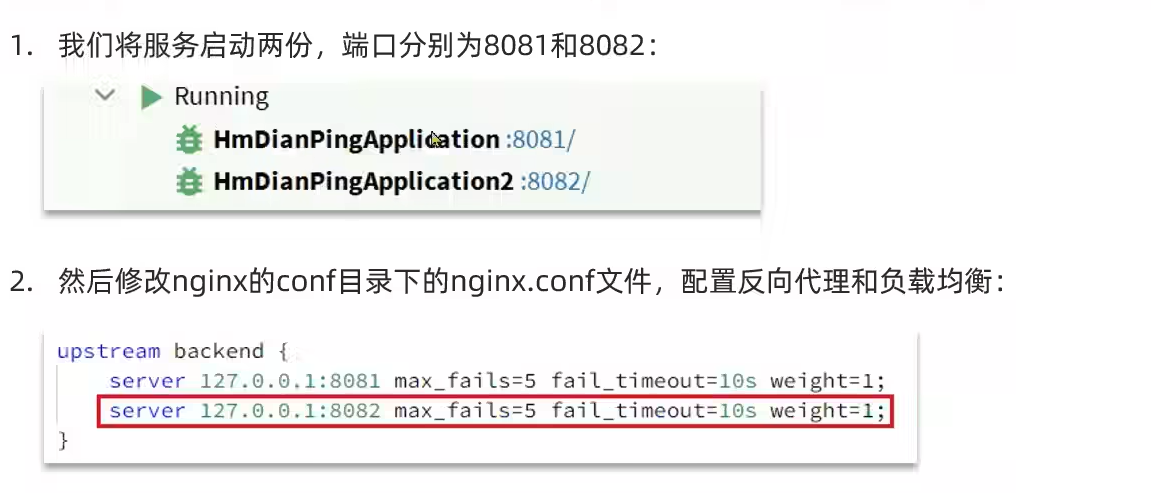 1. 我们将服务启动两份，端口分别为8081和8082：
Running
HmDianPingApplication :8081/
HmDianPingApplication2 :8082/
2. 然后修改nginx的conf目录下的nginx.conf文件，配置反向代理和负载均衡：
upstream backend {
server 127.0.0.1:8081 max_fails=5 fail_timeout=10s weight=1;
server 127.0.0.1:8082 max_fails=5 fail_timeout=10s weight=1;
}